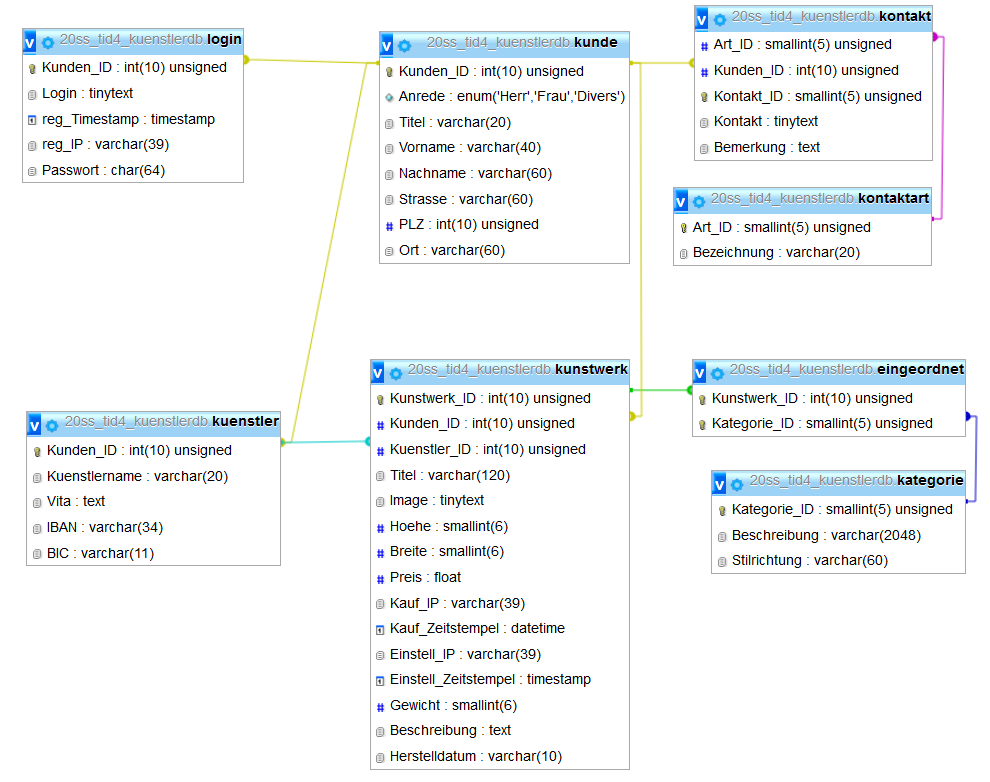 20ss_tid4_kuenstlerdb.login
Kunden_ID : int(10) unsigned
Login : tinytext
reg_Timestamp : timestamp
reg_IP : varchar(39)
Passwort : char(64)
20ss_tid4_kuenstlerdb.kunde
Kunden_ID : int(10) unsigned
Anrede : enum('Herr','Frau','Divers')
Titel : varchar(20)
Vorname : varchar(40)
Nachname : varchar(60)
Strasse : varchar(60)
PLZ : int(10) unsigned
Ort : varchar(60)
20ss_tid4_kuenstlerdb.kontakt
Art_ID : smallint(5) unsigned
Kunden_ID : int(10) unsigned
Kontakt_ID : smallint(5) unsigned
Kontakt : tinytext
Bemerkung : text
20ss_tid4_kuenstlerdb.kontaktart
Art_ID : smallint(5) unsigned
Bezeichnung : varchar(20)
20ss_tid4_kuenstlerdb.kuenstler
Kunden_ID : int(10) unsigned
Kuenstlername : varchar(20)
Vita : text
IBAN : varchar(34)
BIC : varchar(11)
20ss_tid4_kuenstlerdb.kunstwerk
Kunstwerk_ID : int(10) unsigned
Kunden_ID : int(10) unsigned
Kuenstler_ID : int(10) unsigned
Titel : varchar(120)
Image : tinytext
Hoehe : smallint(6)
Breite : smallint(6)
Preis : float
Kauf_IP : varchar(39)
Kauf_Zeitstempel : datetime
Einstell_IP : varchar(39)
Einstell_Zeitstempel : timestamp
Gewicht : smallint(6)
Beschreibung : text
Herstelldatum : varchar(10)
20ss_tid4_kuenstlerdb.eingeordnet
Kunstwerk_ID : int(10) unsigned
Kategorie_ID : smallint(5) unsigned
20ss_tid4_kuenstlerdb.kategorie
Kategorie_ID : smallint(5) unsigned
Beschreibung : varchar(2048)
Stilrichtung : varchar(60)